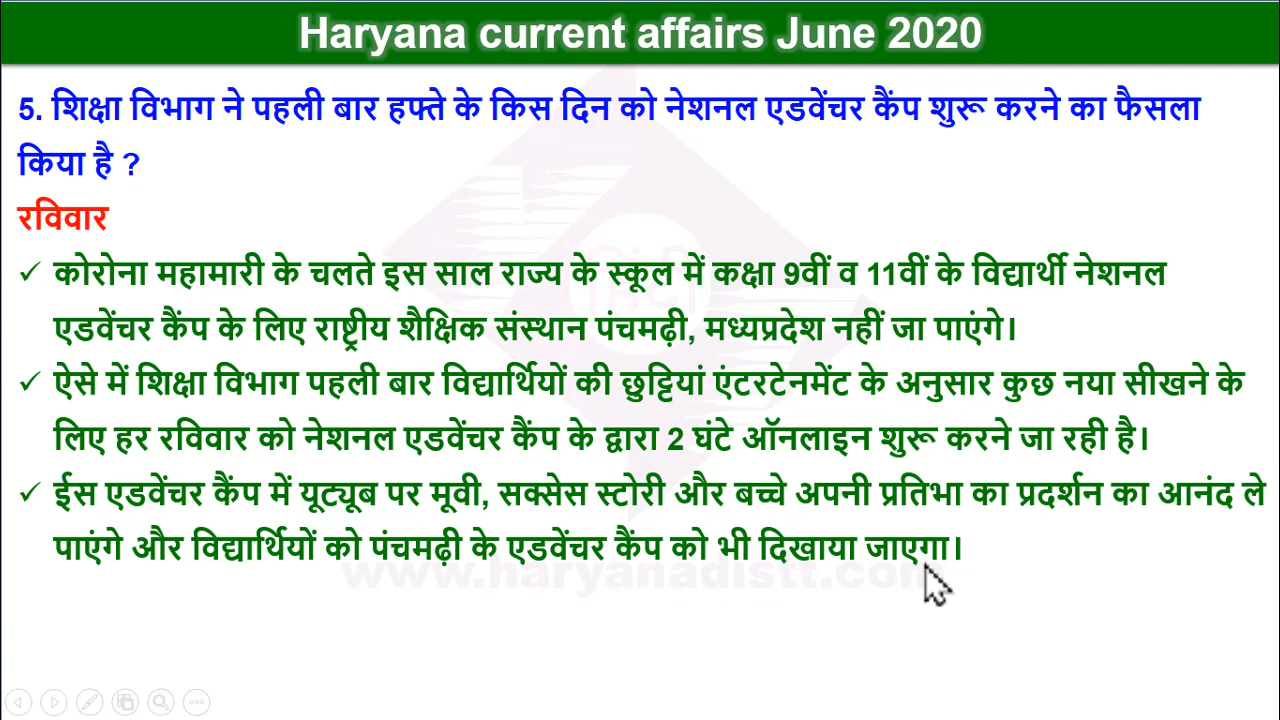 Haryana current affairs June 2020
5. शिक्षा विभाग ने पहली बार हफ्ते के किस दिन को नेशनल एडवेंचर कैंप शुरू करने का फैसला
किया है ?
रविवार
✓ कोरोना महामारी के चलते इस साल राज्य के स्कूल में कक्षा 9वीं व 11वीं के विद्यार्थी नेशनल
एडवेंचर कैंप के लिए राष्ट्रीय शैक्षिक संस्थान पंचमढ़ी, मध्यप्रदेश नहीं जा पाएंगे।
✓ ऐसे में शिक्षा विभाग पहली बार विद्यार्थियों की छुट्टियां एंटरटेनमेंट के अनुसार कुछ नया सीखने के
लिए हर रविवार को नेशनल एडवेंचर कैंप के द्वारा 2 घंटे ऑनलाइन शुरू करने जा रही है।
✓ ईस एडवेंचर कैंप में यूट्यूब पर मूवी, सक्सेस स्टोरी और बच्चे अपनी प्रतिभा का प्रदर्शन का आनंद ले
पाएंगे और विद्यार्थियों को पंचमढ़ी के एडवेंचर कैंप को भी दिखाया जाएगा।
www.haryanadistt.com